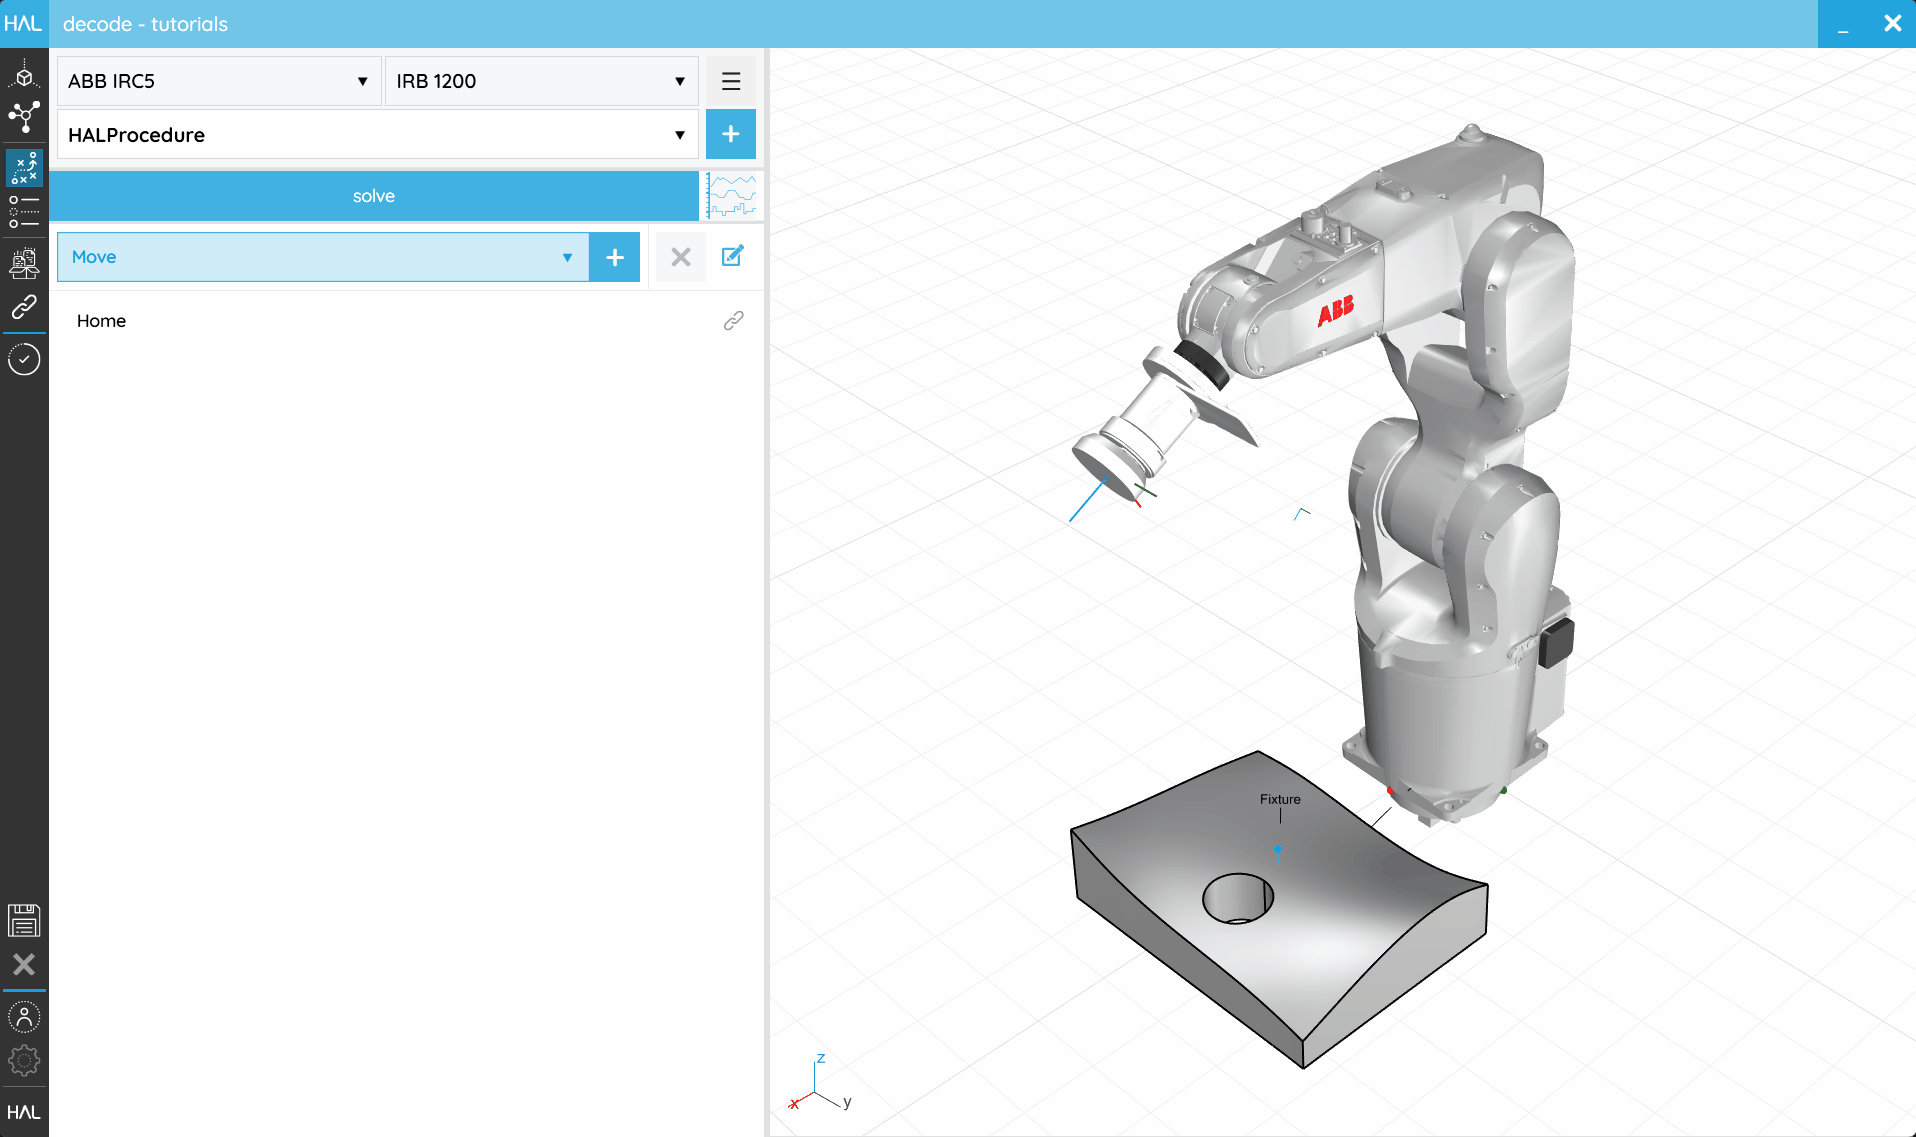 HAL decode - tutorials
ABB IRC5 IRB 1200
HALProcedure
solve
Move
Home
ABB
Fixture
z
x y
HAL